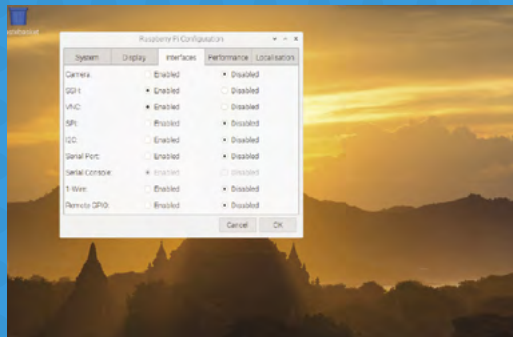 Wastebasket
Raspberry Pi Configuration
System Display Interfaces Performance Localisation
Camera: Enabled Disabled
SSH: Enabled Disabled
VNC: Enabled Disabled
SPI: Enabled Disabled
I2C: Enabled Disabled
Serial Port: Enabled Disabled
Serial Console: Enabled Disabled
1-Wire: Enabled Disabled
Remote GPIO: Enabled Disabled
Cancel OK